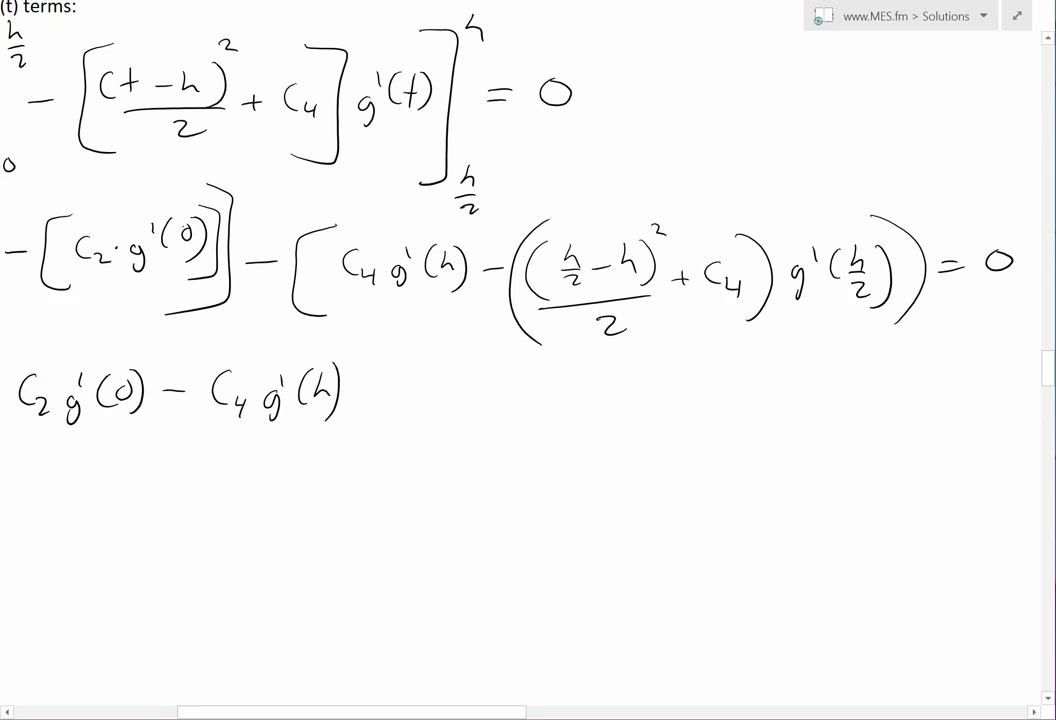 (t) terms:
www.MES.fm > Solutions
h/2 - [(t-h)²/2 + C₄] g'(t)]ʰ = 0
0 h/2
- [C₂·g'(0)]] - [C₄ g'(h) - ((h/2 - h)²/2 + C₄) g'(h/2)) = 0
C₂ g'(0) - C₄ g'(h)